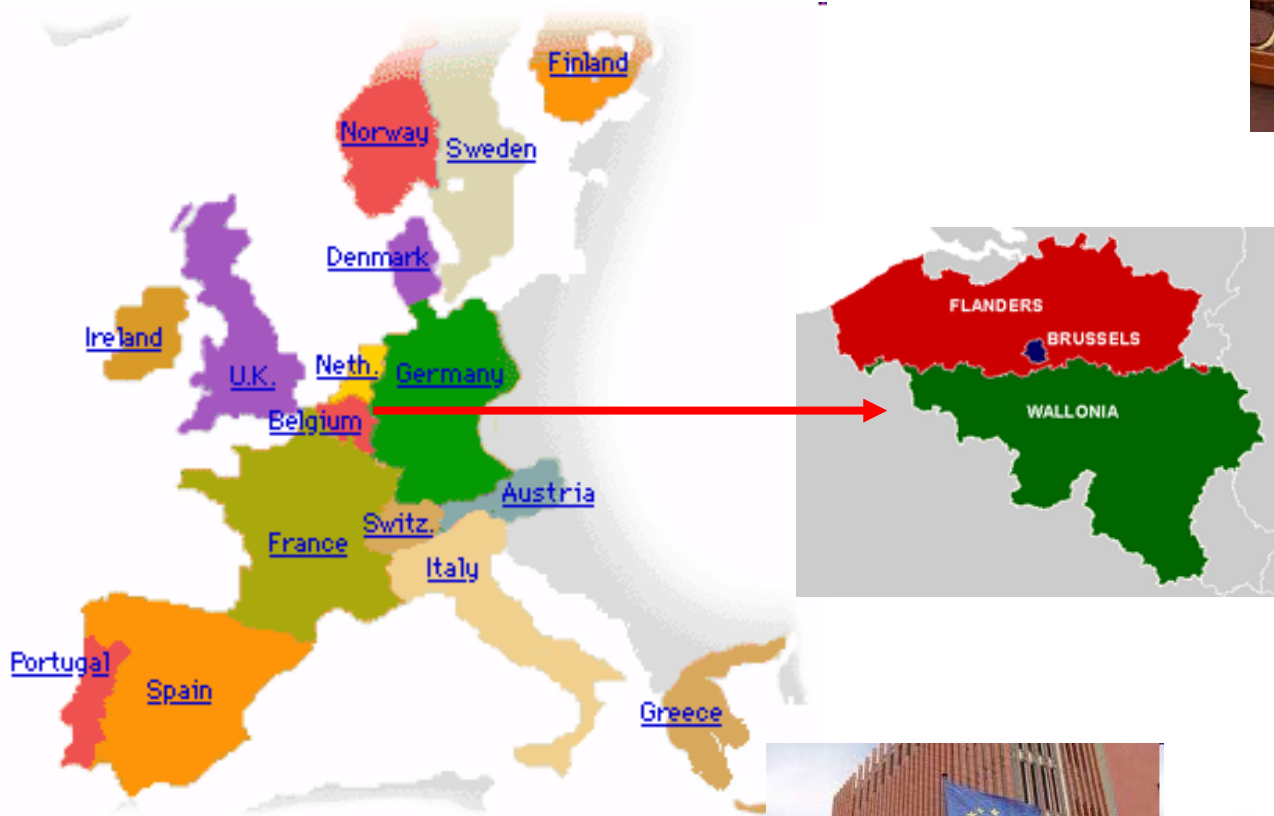 Finland
Norway
Sweden
Denmark
Ireland
U.K.
Neth.
Germany
Belgium
Austria
Switz.
France
Italy
Portugal
Spain
Greece
FLANDERS
BRUSSELS
WALLONIA